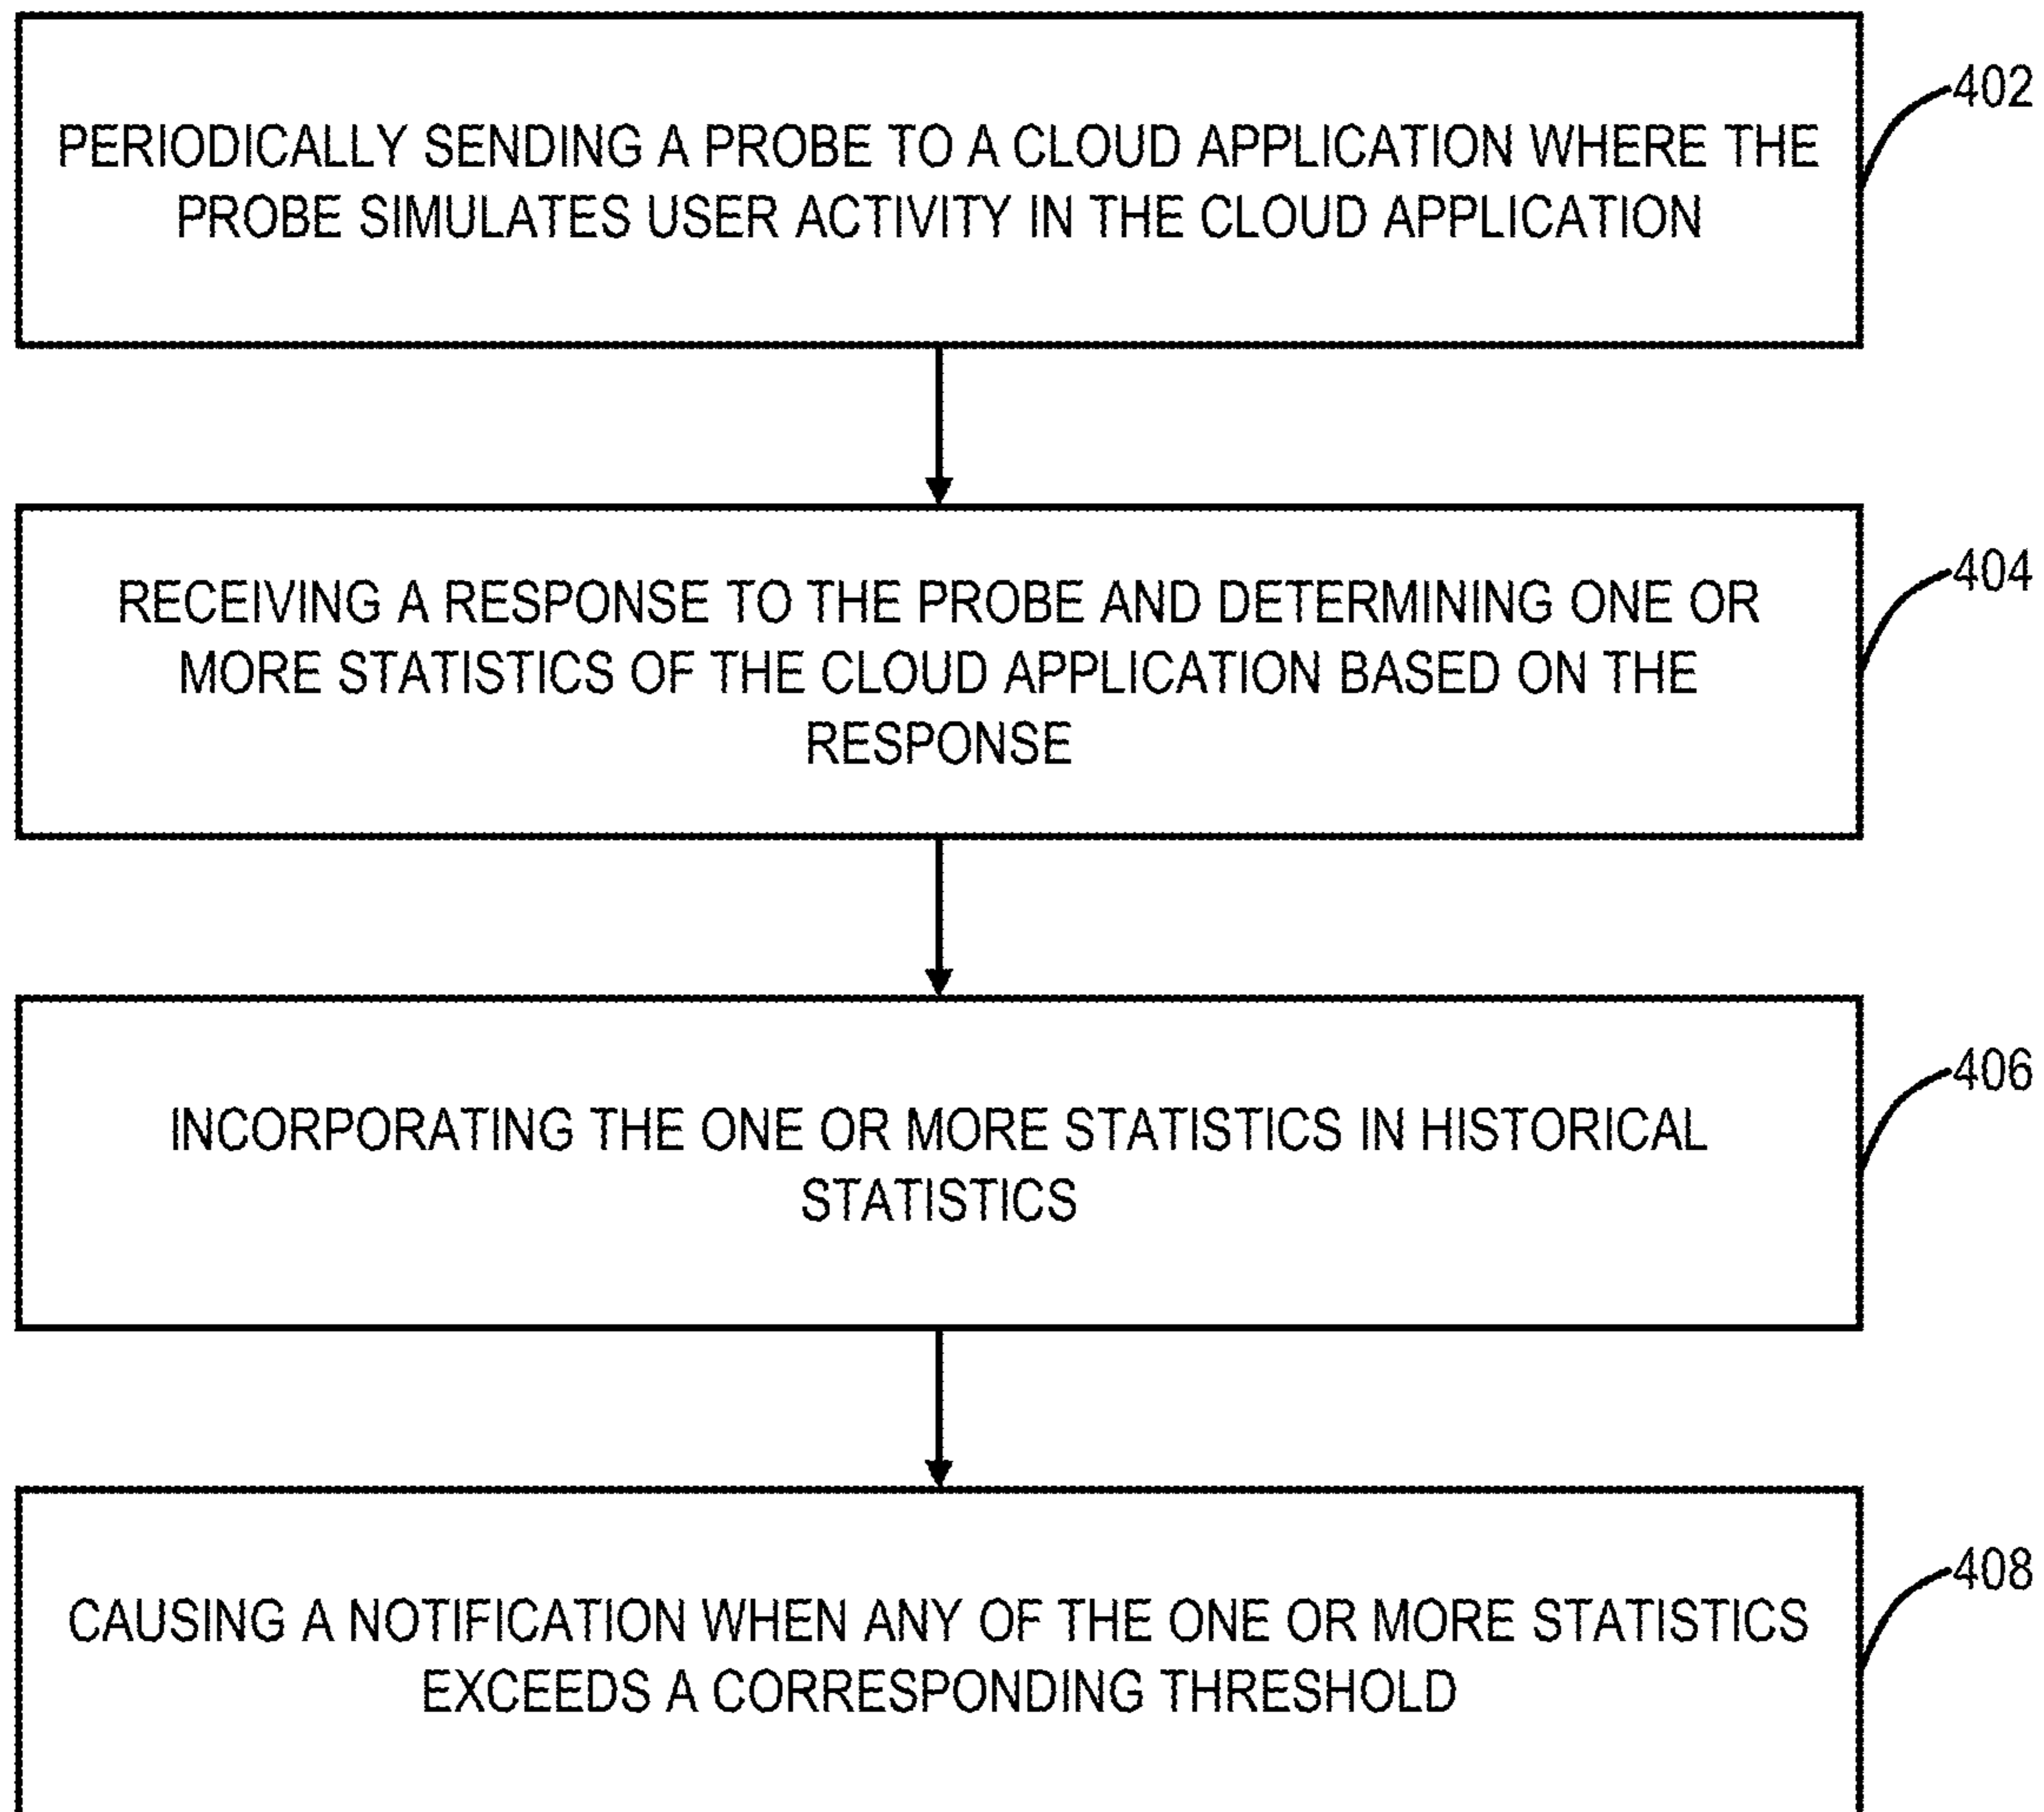 PERIODICALLY SENDING A PROBE TO A CLOUD APPLICATION WHERE THE
PROBE SIMULATES USER ACTIVITY IN THE CLOUD APPLICATION
402
RECEIVING A RESPONSE TO THE PROBE AND DETERMINING ONE OR
MORE STATISTICS OF THE CLOUD APPLICATION BASED ON THE
RESPONSE
404
INCORPORATING THE ONE OR MORE STATISTICS IN HISTORICAL
STATISTICS
406
CAUSING A NOTIFICATION WHEN ANY OF THE ONE OR MORE STATISTICS
EXCEEDS A CORRESPONDING THRESHOLD
408